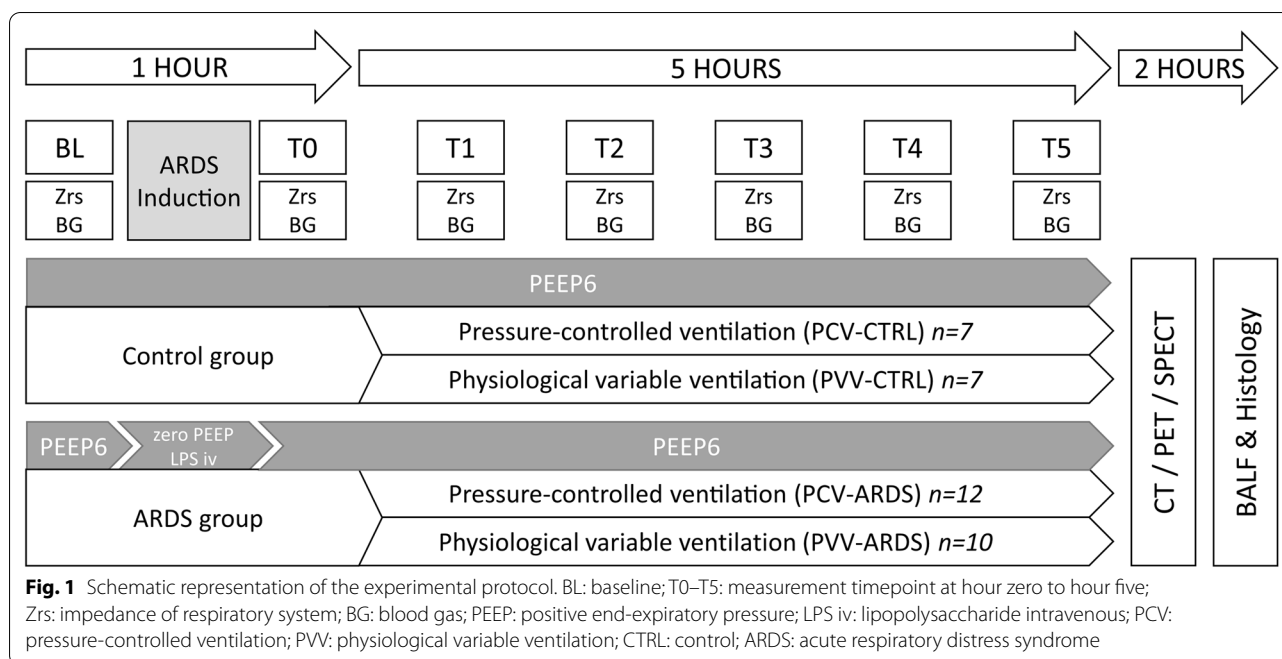 1 HOUR
5 HOURS
2 HOURS
BL
ARDS
Induction
T0
T1
T2
T3
T4
T5
Zrs
BG
Zrs
BG
Zrs
BG
Zrs
BG
Zrs
BG
Zrs
BG
Zrs
BG
PEEP6
Control group
Pressure-controlled ventilation (PCV-CTRL) n=7
Physiological variable ventilation (PVV-CTRL) n=7
PEEP6
zero PEEP
LPS iv
PEEP6
ARDS group
Pressure-controlled ventilation (PCV-ARDS) n=12
Physiological variable ventilation (PVV-ARDS) n=10
CT / PET / SPECT
BALF & Histology
Fig. 1 Schematic representation of the experimental protocol. BL: baseline; T0–T5: measurement timepoint at hour zero to hour five;
Zrs: impedance of respiratory system; BG: blood gas; PEEP: positive end-expiratory pressure; LPS iv: lipopolysaccharide intravenous; PCV:
pressure-controlled ventilation; PVV: physiological variable ventilation; CTRL: control; ARDS: acute respiratory distress syndrome